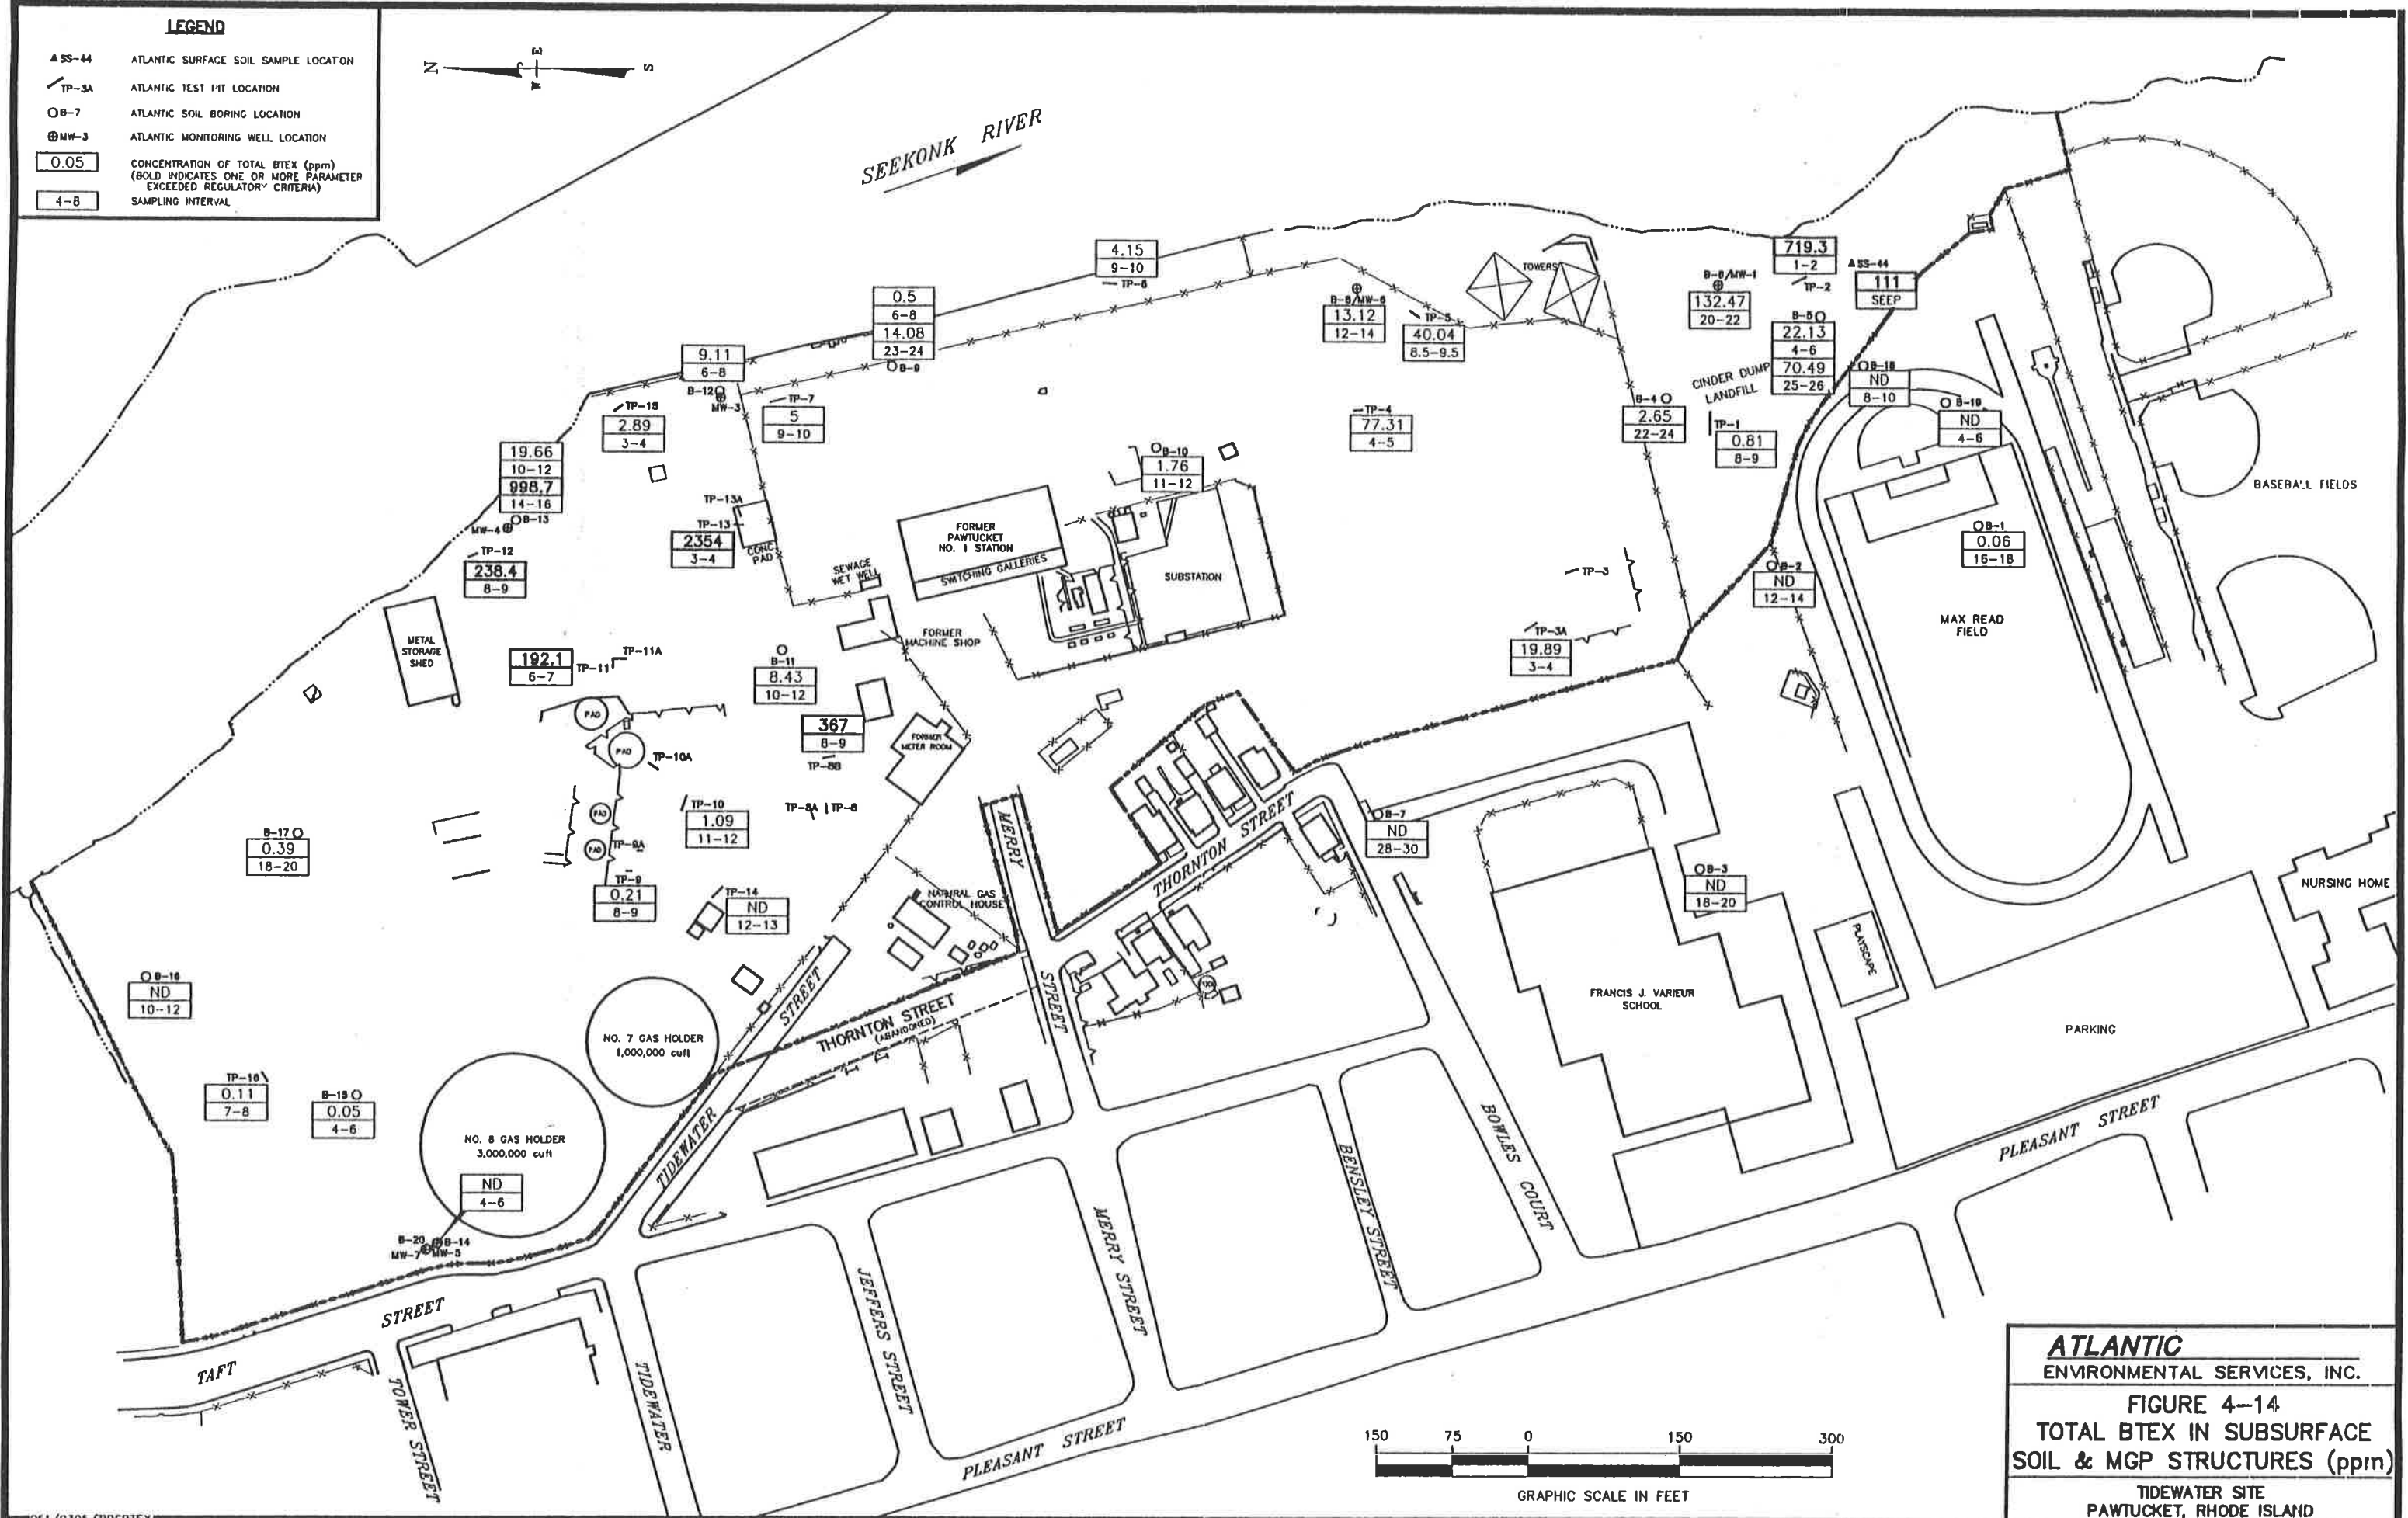 LEGEND
▲SS-44 ATLANTIC SURFACE SOIL SAMPLE LOCATON
TP-3A ATLANTIC TEST PIT LOCATION
B-7 ATLANTIC SOIL BORING LOCATION
MW-3 ATLANTIC MONITORING WELL LOCATION
0.05 CONCENTRATION OF TOTAL BTEX (ppm)
(BOLD INDICATES ONE OR MORE PARAMETER
EXCEEDED REGULATORY CRITERIA)
4-8 SAMPLING INTERVAL
N
E
S
W
SEEKONK RIVER
4.15
9-10
TP-6
0.5
6-8
14.08
23-24
B-9
9.11
6-8
B-12
MW-3
TP-7
5
9-10
TP-15
2.89
3-4
19.66
10-12
998.7
14-16
B-13
MW-4
TP-12
238.4
8-9
TP-13A
TP-13
2354
3-4
CONC
PAD
SEWAGE
WET WELL
FORMER
PAWTUCKET
NO. 1 STATION
SWITCHING GALLERIES
FORMER
MACHINE SHOP
SUBSTATION
B-10
1.76
11-12
TOWERS
B-8/MW-6
13.12
12-14
TP-5
40.04
8.5-9.5
TP-4
77.31
4-5
719.3
1-2
TP-2
▲SS-44
111
SEEP
B-6/MW-1
132.47
20-22
B-5
22.13
4-6
70.49
25-26
CINDER DUMP
LANDFILL
B-4
2.65
22-24
TP-1
0.81
8-9
B-18
ND
8-10
B-19
ND
4-6
BASEBALL FIELDS
B-1
0.06
16-18
MAX READ
FIELD
B-2
ND
12-14
TP-3
TP-3A
19.89
3-4
METAL
STORAGE
SHED
192.1
6-7
TP-11
TP-11A
B-11
8.43
10-12
367
8-9
TP-8B
FORMER
METER ROOM
PAD
PAD
TP-10A
TP-10
1.09
11-12
TP-8A
TP-8
PAD
PAD
TP-9A
TP-9
0.21
8-9
TP-14
ND
12-13
B-17
0.39
18-20
NATURAL GAS
CONTROL HOUSE
MERRY
STREET
THORNTON STREET
B-7
ND
28-30
B-3
ND
18-20
NURSING HOME
PLAYSCAPE
FRANCIS J. VARIEUR
SCHOOL
PARKING
B-16
ND
10-12
TP-16
0.11
7-8
B-15
0.05
4-6
NO. 7 GAS HOLDER
1,000,000 cuft
NO. 8 GAS HOLDER
3,000,000 cuft
ND
4-6
B-20
MW-7
B-14
MW-5
TIDEWATER STREET
THORNTON STREET
(ABANDONED)
TAFT STREET
TOWER STREET
TIDEWATER
JEFFERS STREET
MERRY STREET
BENSLEY STREET
BOWLES COURT
PLEASANT STREET
PLEASANT STREET
150 75 0 150 300
GRAPHIC SCALE IN FEET
ATLANTIC
ENVIRONMENTAL SERVICES, INC.
FIGURE 4-14
TOTAL BTEX IN SUBSURFACE
SOIL & MGP STRUCTURES (ppm)
TIDEWATER SITE
PAWTUCKET, RHODE ISLAND